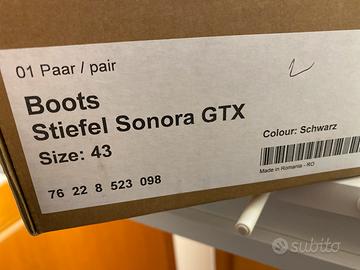 01 Paar / pair
Boots
Stiefel Sonora GTX
Colour: Schwarz
Size: 43
Made in Romania - RO
76 22 8 523 098
subito